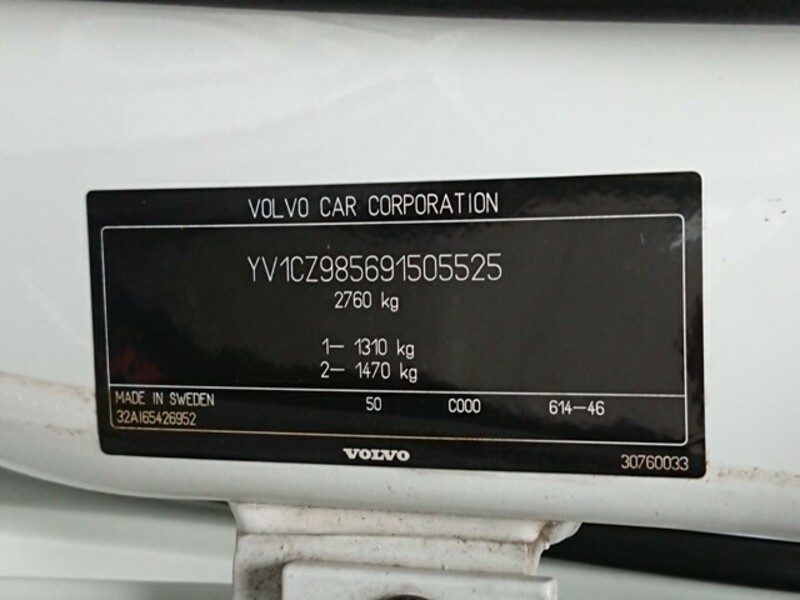 VOLVO CAR CORPORATION
YV1CZ985691505525
2760 kg
1– 1310 kg
2– 1470 kg
MADE IN SWEDEN 50 C000 614–46
32AI65426952
VOLVO 30760033